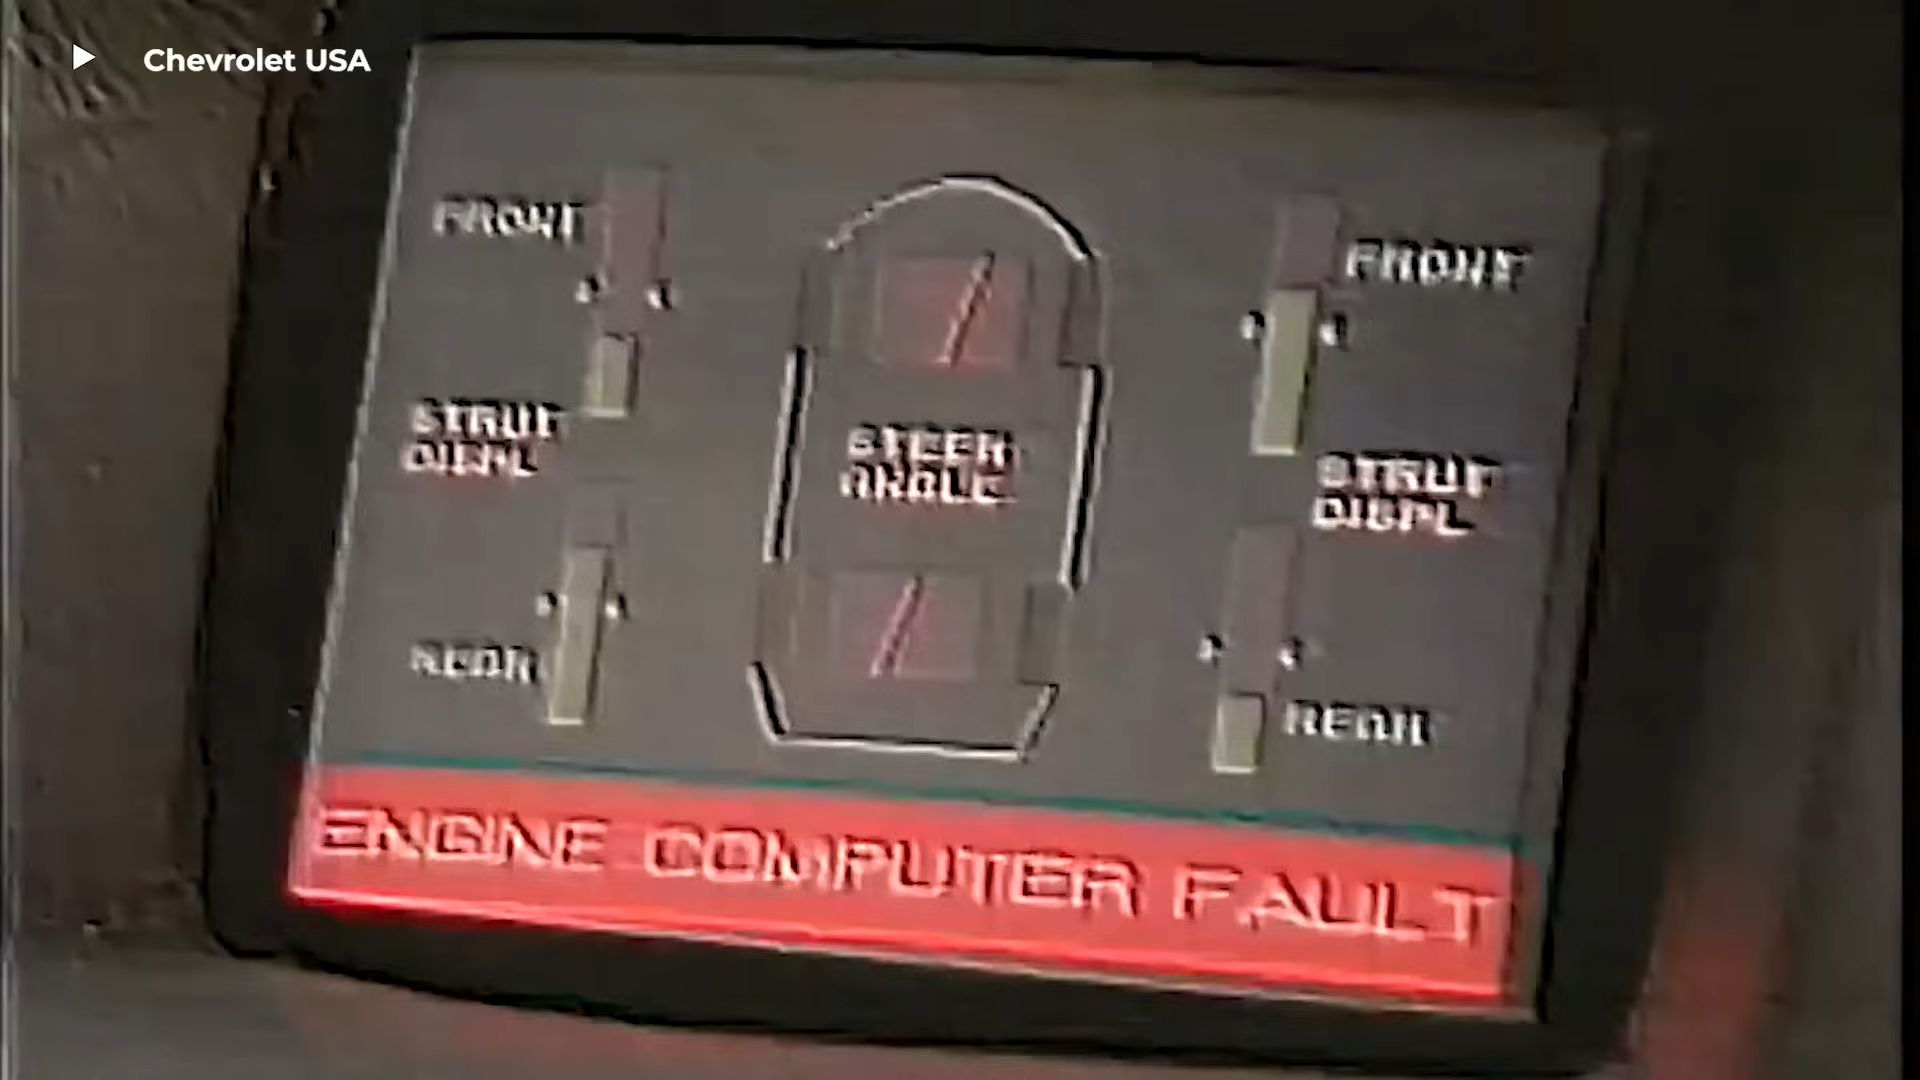 Chevrolet USA
FRONT
FRONT
STRUT
DISPL
STEER
ANGLE
STRUT
DISPL
REAR
REAR
ENGINE COMPUTER FAULT